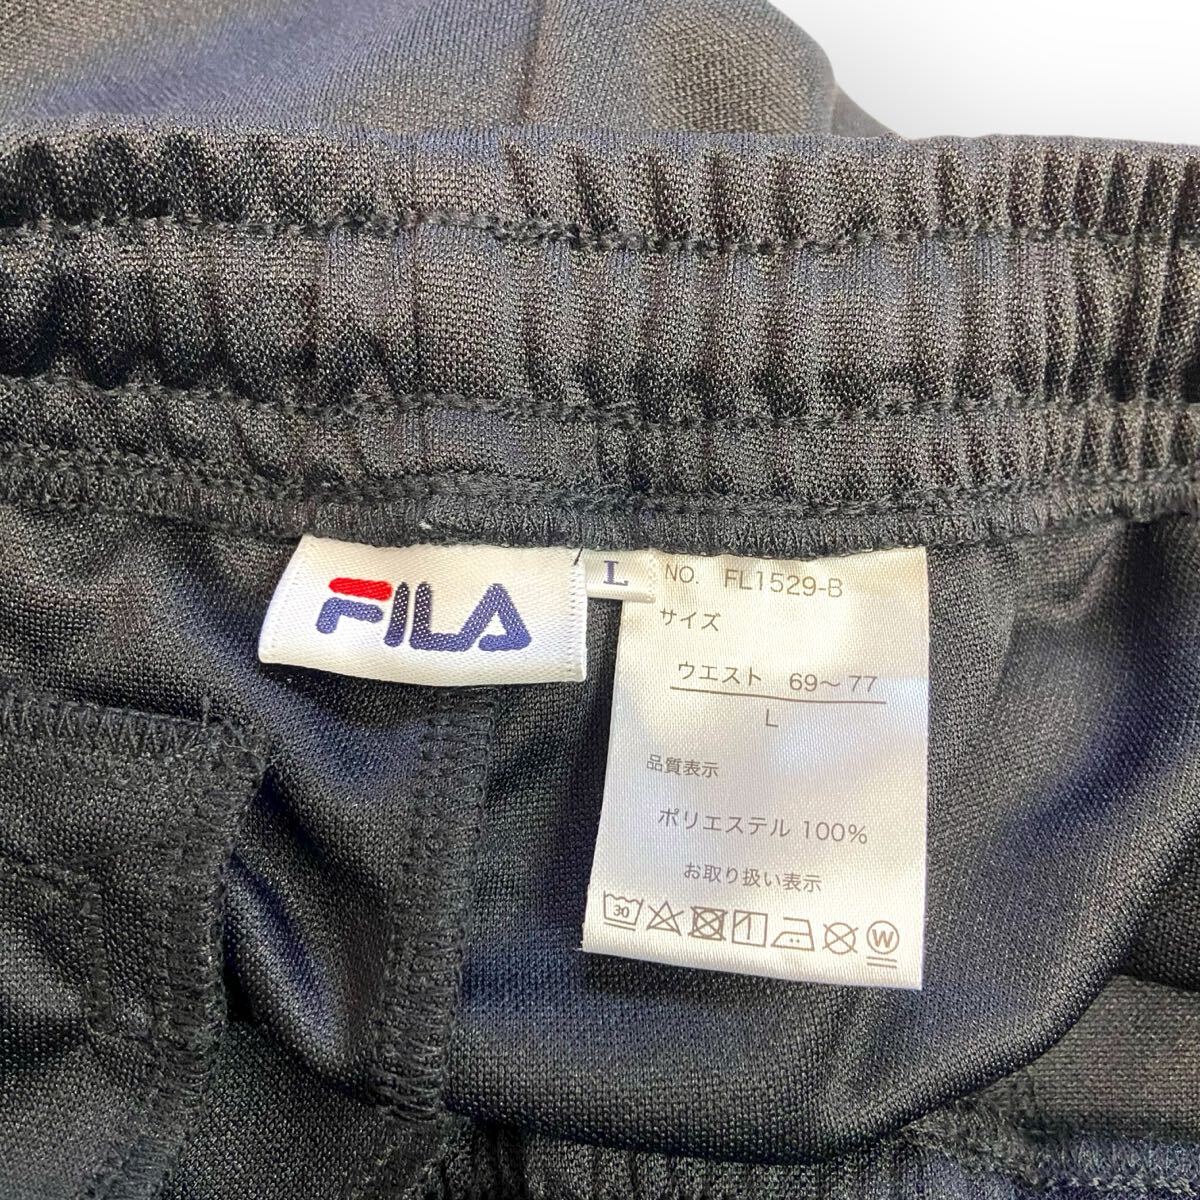 FILA
L
NO. FL1529-B
サイズ
ウエスト 69〜77
L
品質表示
ポリエステル 100%
お取り扱い表示
30
W